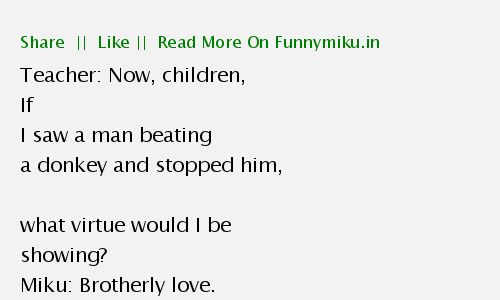 Share || Like || Read More On Funnymiku.in
Teacher: Now, children,
If
I saw a man beating
a donkey and stopped him,
what virtue would I be
showing?
Miku: Brotherly love.